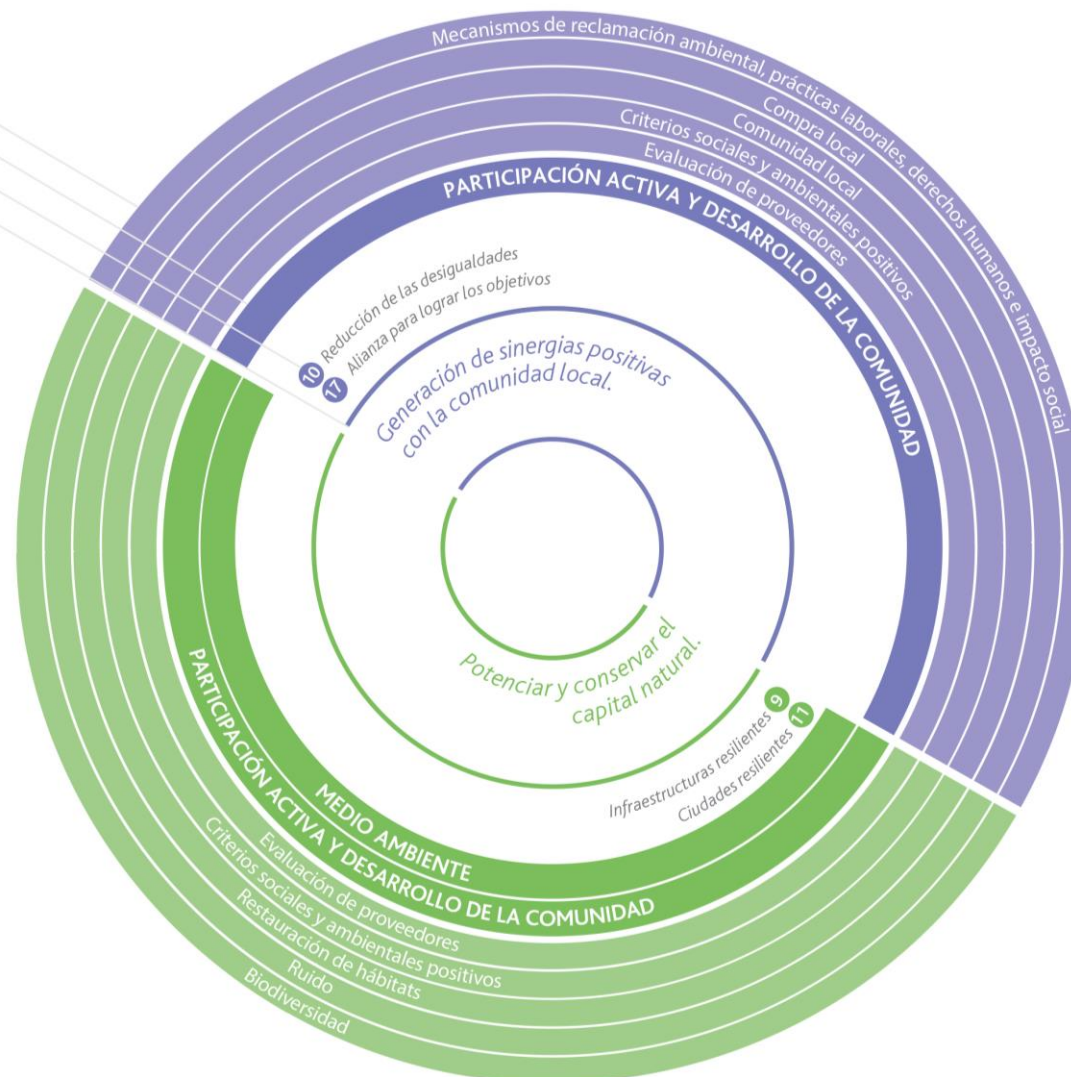 Mecanismos de reclamación ambiental, prácticas laborales, derechos humanos e impacto social
Compra local
Comunidad local
Criterios sociales y ambientales positivos
Evaluación de proveedores
PARTICIPACIÓN ACTIVA Y DESARROLLO DE LA COMUNIDAD
10 Reducción de las desigualdades
17 Alianza para lograr los objetivos
Generación de sinergias positivas
con la comunidad local.
Potenciar y conservar el
capital natural.
Infraestructuras resilientes 9
Ciudades resilientes 11
MEDIO AMBIENTE
PARTICIPACIÓN ACTIVA Y DESARROLLO DE LA COMUNIDAD
Evaluación de proveedores
Criterios sociales y ambientales positivos
Restauración de hábitats
Ruido
Biodiversidad